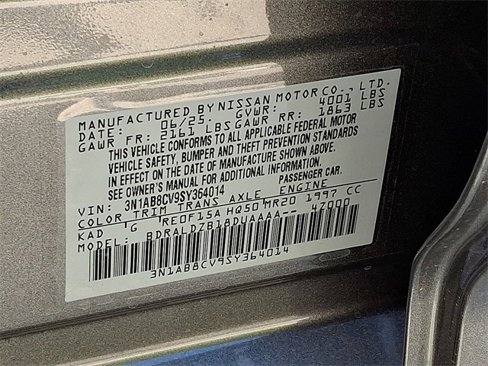 MANUFACTURED BY NISSAN MOTOR CO., LTD.
DATE: 06/25. GVWR: 4001 LBS
GAWR FR: 2161 LBS GAWR RR: 1863 LBS
THIS VEHICLE CONFORMS TO ALL APPLICABLE FEDERAL MOTOR
VEHICLE SAFETY, BUMPER AND THEFT PREVENTION STANDARDS
IN EFFECT ON THE DATE OF MANUFACTURE SHOWN ABOVE.
SEE OWNER'S MANUAL FOR ADDITIONAL INFORMATION.
VIN: 3N1AB8CV9SY364014 PASSENGER CAR.
COLOR TRIM TRANS AXLE ENGINE
KAD G RE0F15A HQ50 MR20 1997 CC
MODEL: BDRALDZB18DUAAAA-- 47000
3N1AB8CV9SY364014